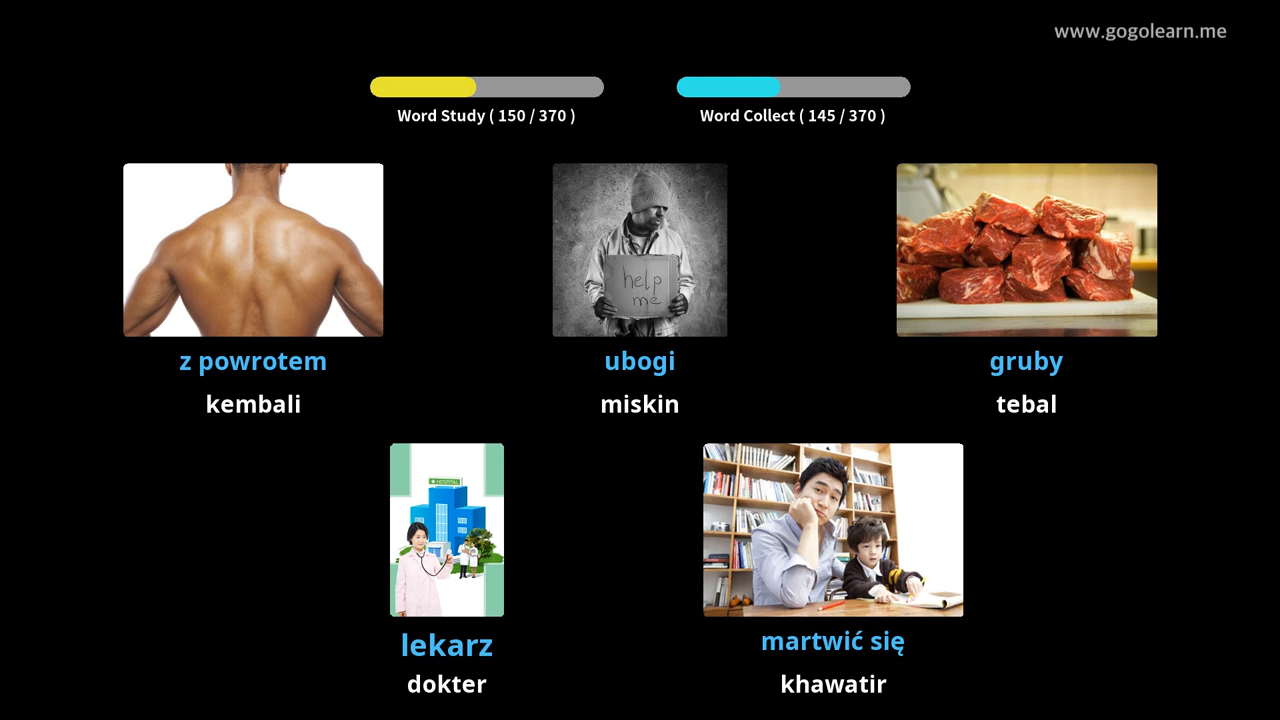 www.gogolearn.me
Word Study ( 150 / 370 )
Word Collect ( 145 / 370 )
help
me
z powrotem
ubogi
gruby
kembali
miskin
tebal
HOSPITAL
lekarz
martwić się
dokter
khawatir